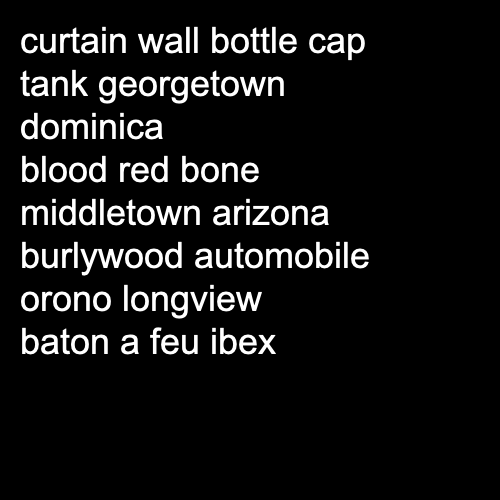 curtain wall bottle cap
tank georgetown
dominica
blood red bone
middletown arizona
burlywood automobile
orono longview
baton a feu ibex